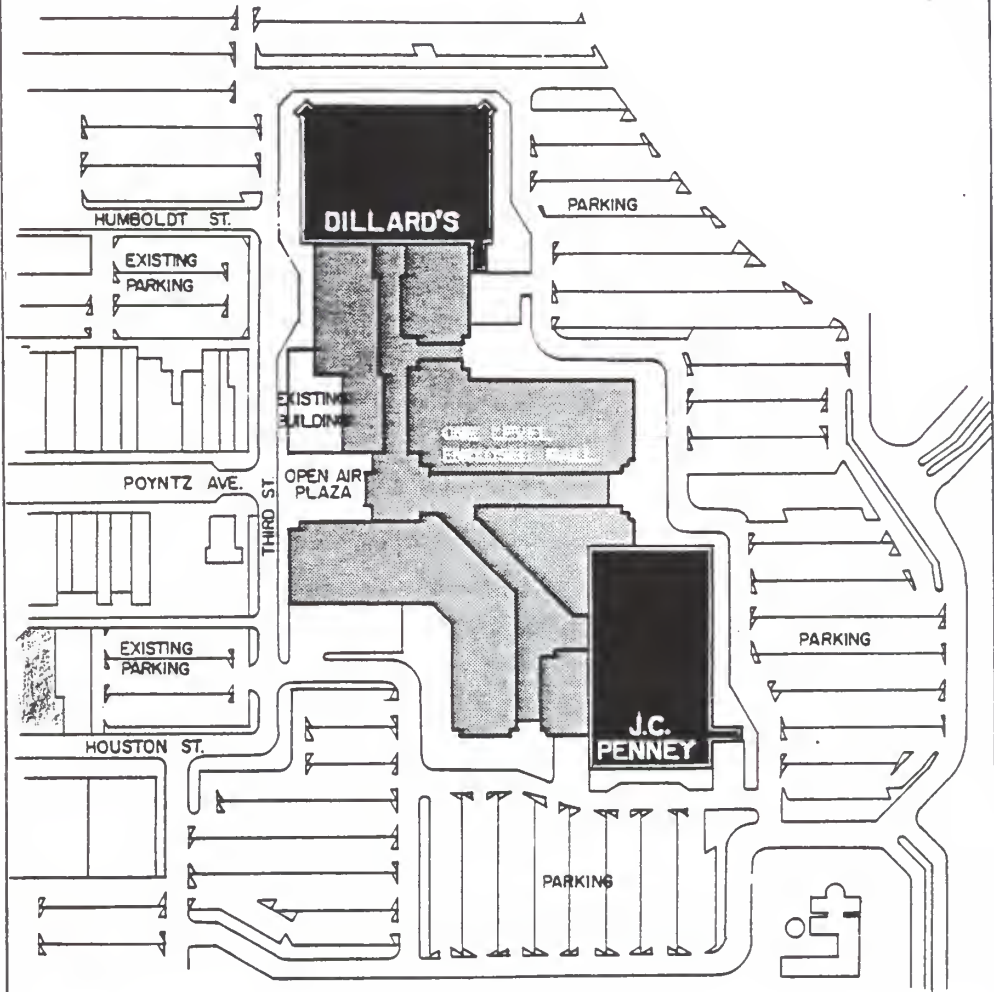 PARKING
HUMBOLDT ST.
DILLARD'S
EXISTING
PARKING
EXISTING
BUILDING
POYNTZ AVE.
OPEN AIR
PLAZA
THIRD ST.
EXISTING
PARKING
PARKING
HOUSTON ST.
J.C.
PENNEY
PARKING